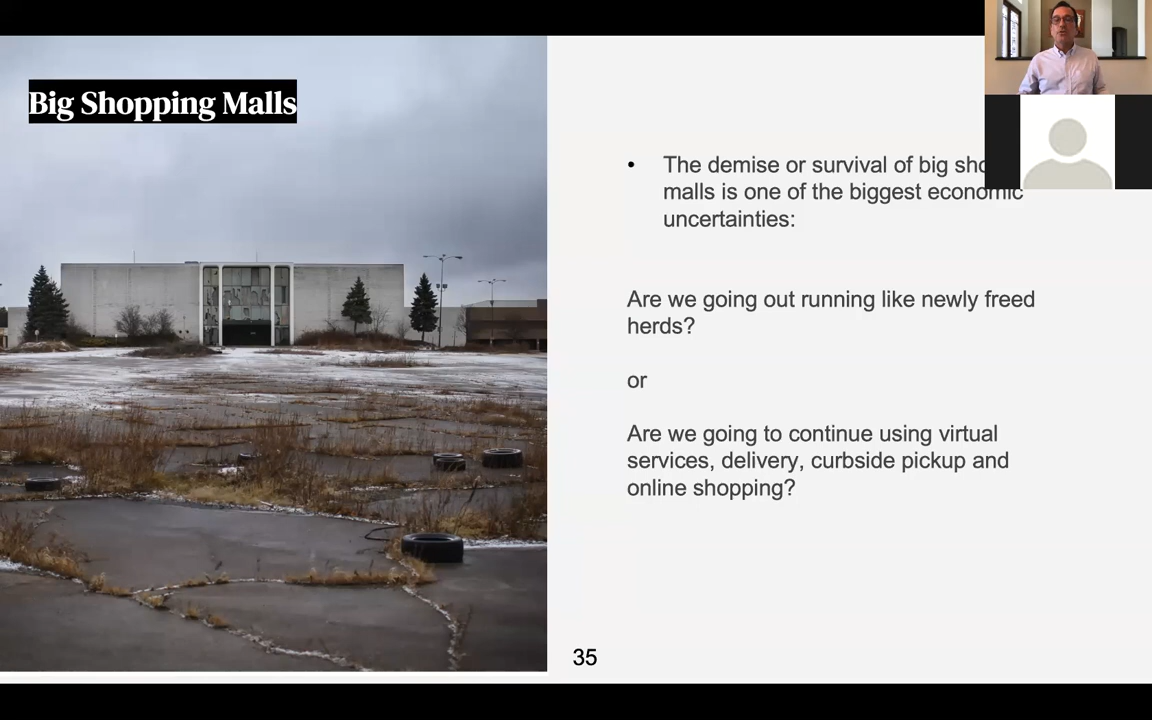 Big Shopping Malls
• The demise or survival of big sho
malls is one of the biggest economic
uncertainties:
Are we going out running like newly freed
herds?
or
Are we going to continue using virtual
services, delivery, curbside pickup and
online shopping?
35